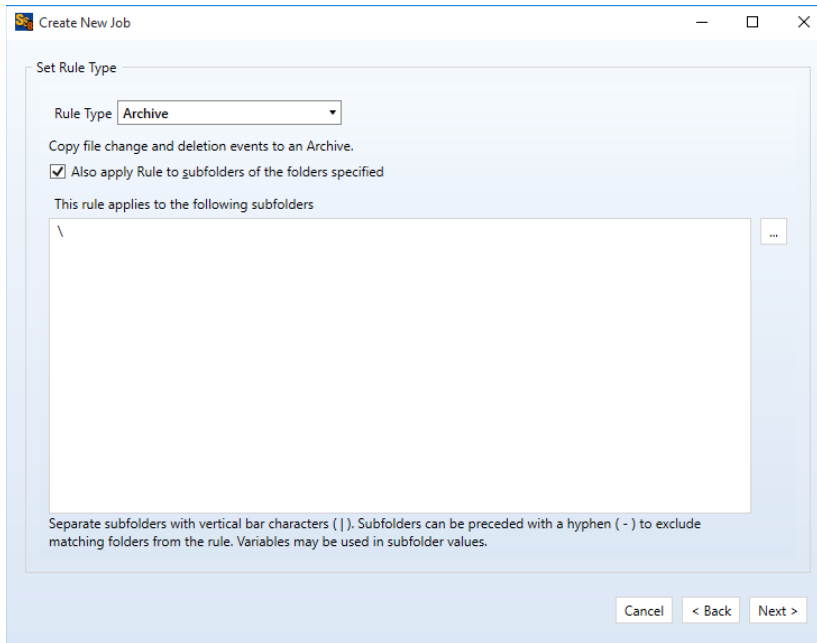 Create New Job
Set Rule Type
Rule Type Archive
Copy file change and deletion events to an Archive.
Also apply Rule to subfolders of the folders specified
This rule applies to the following subfolders
\
...
Separate subfolders with vertical bar characters ( | ). Subfolders can be preceded with a hyphen ( - ) to exclude
matching folders from the rule. Variables may be used in subfolder values.
Cancel < Back Next >